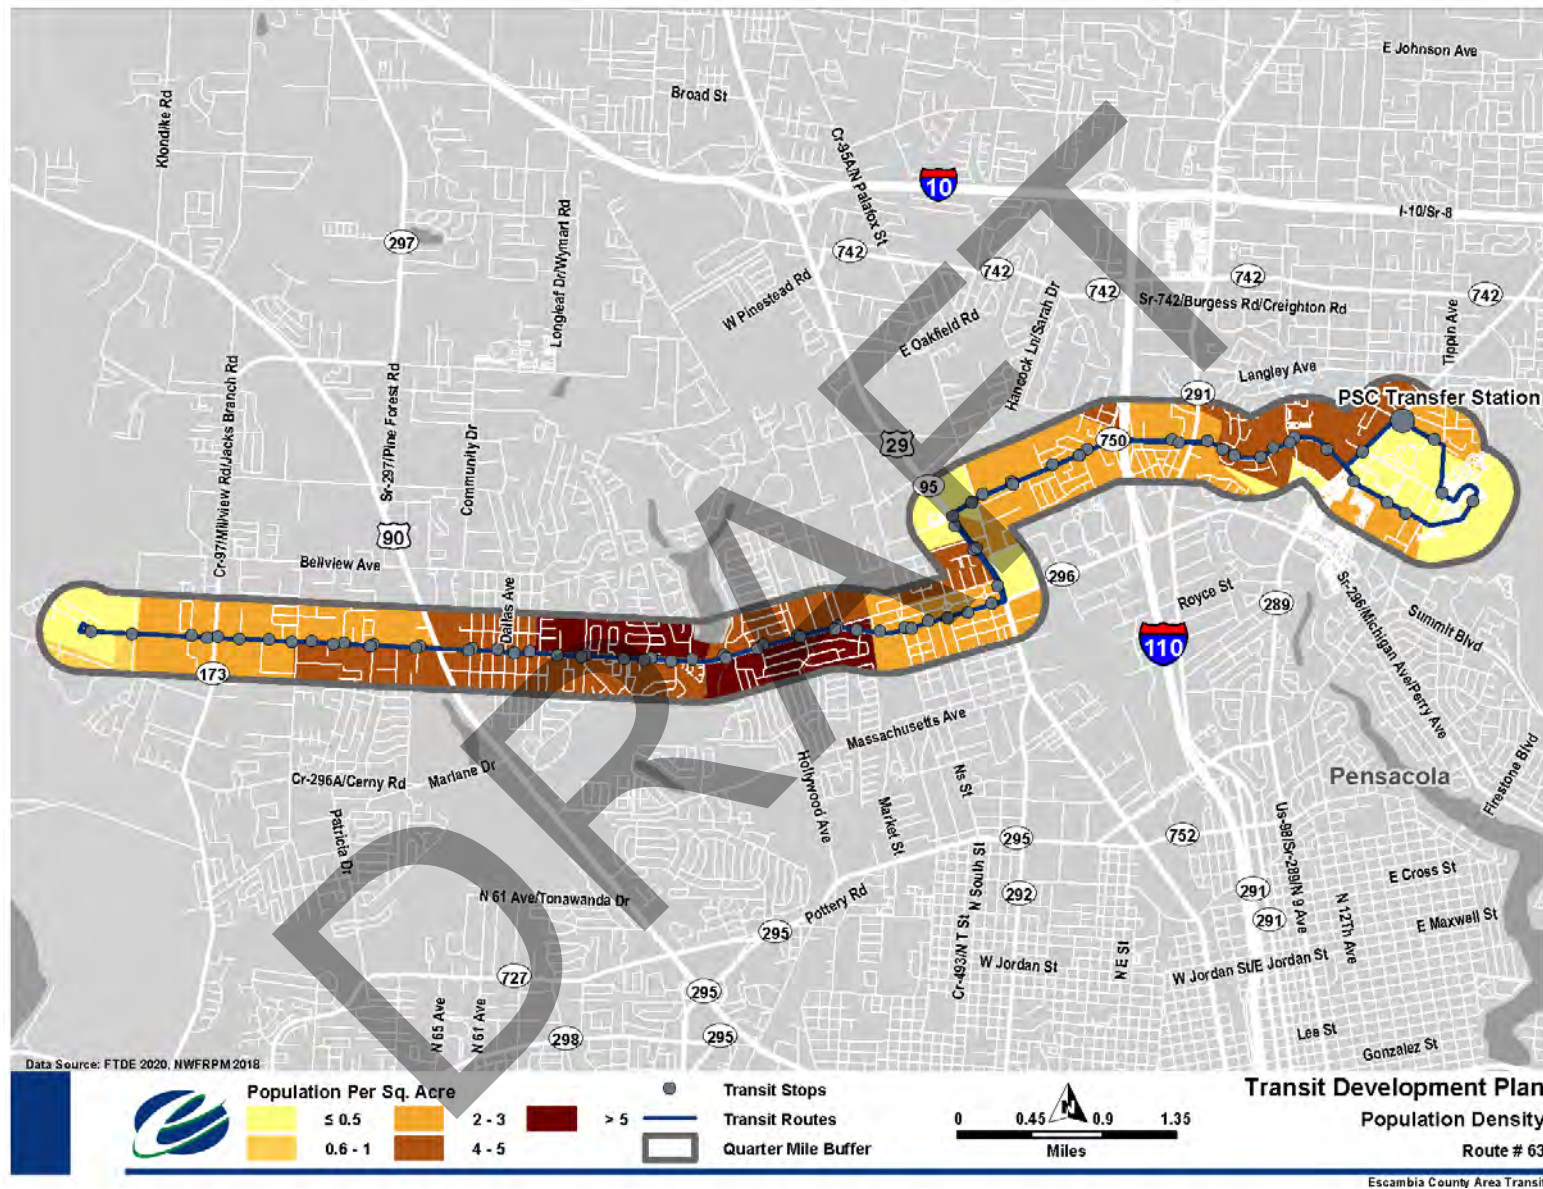 E Johnson Ave
Broad St
Klondike Rd
Cr-95A/N Palafox St
10
I-10/Sr-8
297
742
742
742
742
742
Longleaf Dr/Wymart Rd
W Pinestead Rd
Sr-742/Burgess Rd/Creighton Rd
E Oakfield Rd
Hancock Ln/Sarah Dr
Tippin Ave
Langley Ave
291
PSC Transfer Station
Cr-97/Millview Rd/Jacks Branch Rd
Sr-297/Pine Forest Rd
Community Dr
29
750
95
90
Bellview Ave
Dallas Ave
296
Royce St
289
Sr-296/Michigan Ave/Perry Ave
Summit Blvd
110
173
DRAFT
Massachusetts Ave
Cr-296A/Cerny Rd
Marlane Dr
Hollywood Ave
Ns St
Pensacola
Firestone Blvd
Patricia Dr
Market St
295
752
Us-98/Sr-289/N 9 Ave
N South St
292
E Cross St
N 61 Ave/Tonawanda Dr
Pottery Rd
291
291
N 12Th Ave
E Maxwell St
295
Cr-493/N T St
W Jordan St
N E St
W Jordan St/E Jordan St
727
295
N 65 Ave
N 61 Ave
298
295
Lee St
Gonzalez St
Data Source: FTDE 2020, NWFRPM 2018
Population Per Sq. Acre
≤ 0.5
2 - 3
> 5
0.6 - 1
4 - 5
Transit Stops
Transit Routes
Quarter Mile Buffer
N
0 0.45 0.9 1.35
Miles
Transit Development Plan
Population Density
Route # 63
Escambia County Area Transit